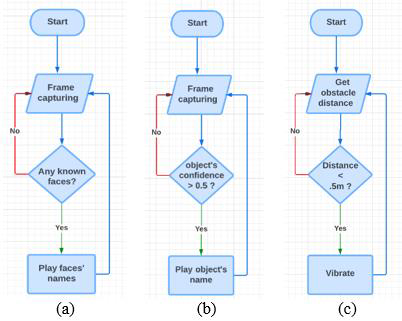 Start
Frame
capturing
No
Any known
faces?
Yes
Play faces'
names
(a)
Start
Frame
capturing
No
object's
confidence
> 0.5 ?
Yes
Play object's
name
(b)
Start
Get
obstacle
distance
No
Distance
<
.5m ?
Yes
Vibrate
(c)